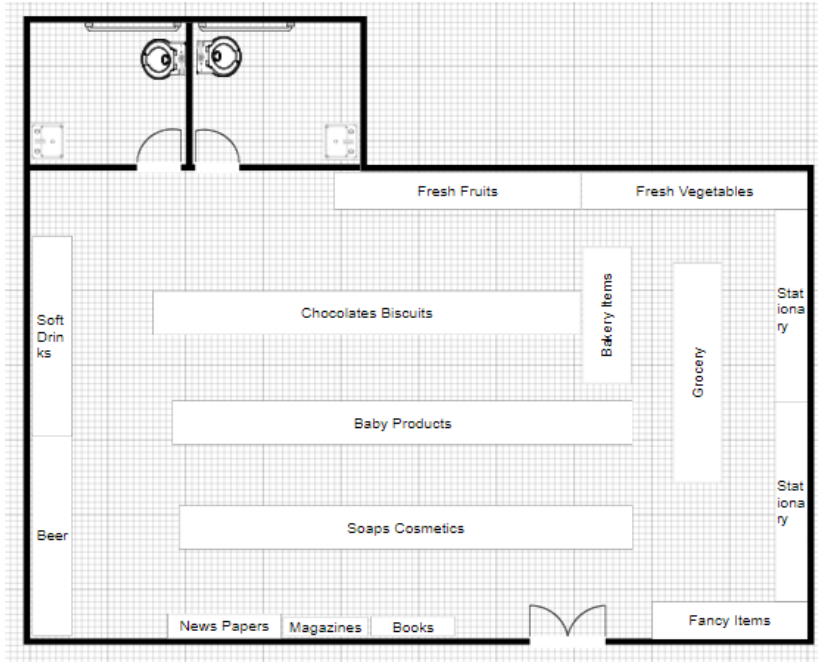 Fresh Fruits
Fresh Vegetables
Soft
Drin
ks
Chocolates Biscuits
Bakery Items
Grocery
Stat
iona
ry
Baby Products
Beer
Soaps Cosmetics
Stat
iona
ry
News Papers
Magazines
Books
Fancy Items